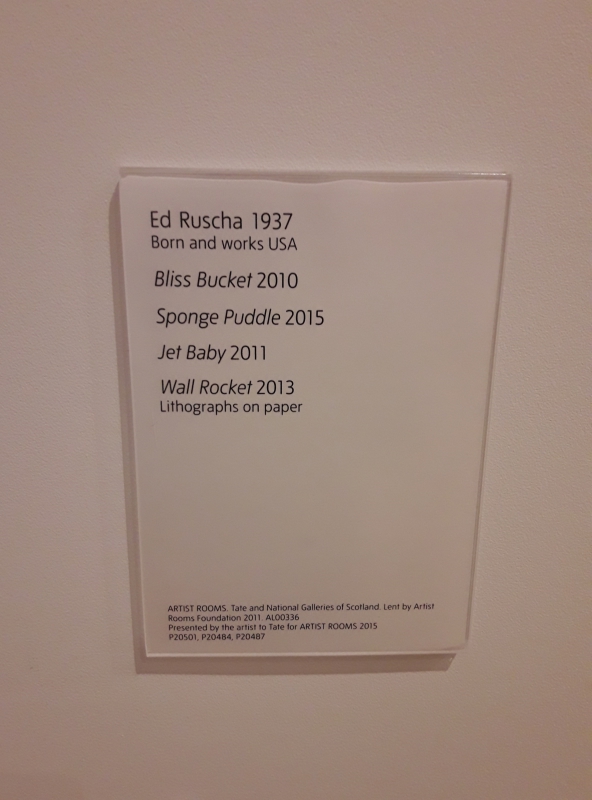 Ed Ruscha 1937
Born and works USA
Bliss Bucket 2010
Sponge Puddle 2015
Jet Baby 2011
Wall Rocket 2013
Lithographs on paper
ARTIST ROOMS. Tate and National Galleries of Scotland. Lent by Artist
Rooms Foundation 2011. AL00336
Presented by the artist to Tate for ARTIST ROOMS 2015
P20501, P20484, P20487